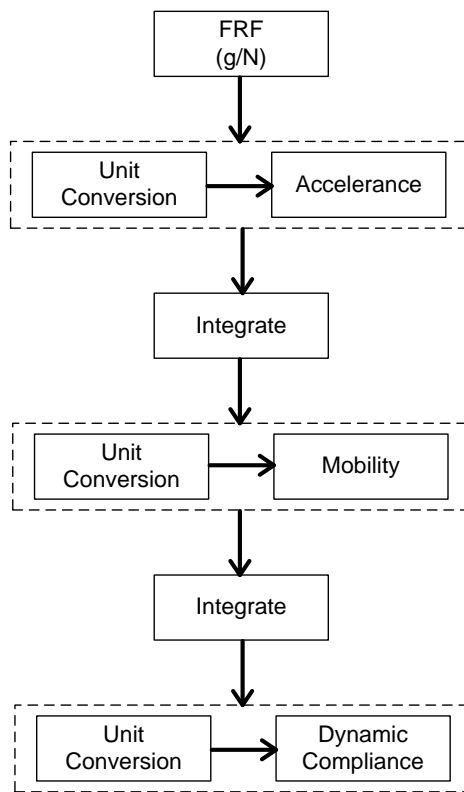 FRF
(g/N)
Unit
Conversion
Accelerance
Integrate
Unit
Conversion
Mobility
Integrate
Unit
Conversion
Dynamic
Compliance